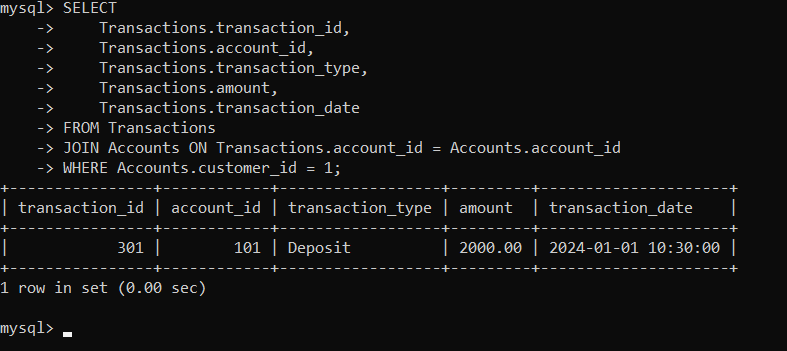 mysql> SELECT
    ->     Transactions.transaction_id,
    ->     Transactions.account_id,
    ->     Transactions.transaction_type,
    ->     Transactions.amount,
    ->     Transactions.transaction_date
    -> FROM Transactions
    -> JOIN Accounts ON Transactions.account_id = Accounts.account_id
    -> WHERE Accounts.customer_id = 1;
+----------------+------------+------------------+---------+---------------------+
| transaction_id | account_id | transaction_type | amount  | transaction_date    |
+----------------+------------+------------------+---------+---------------------+
|            301 |        101 | Deposit          | 2000.00 | 2024-01-01 10:30:00 |
+----------------+------------+------------------+---------+---------------------+
1 row in set (0.00 sec)
mysql>